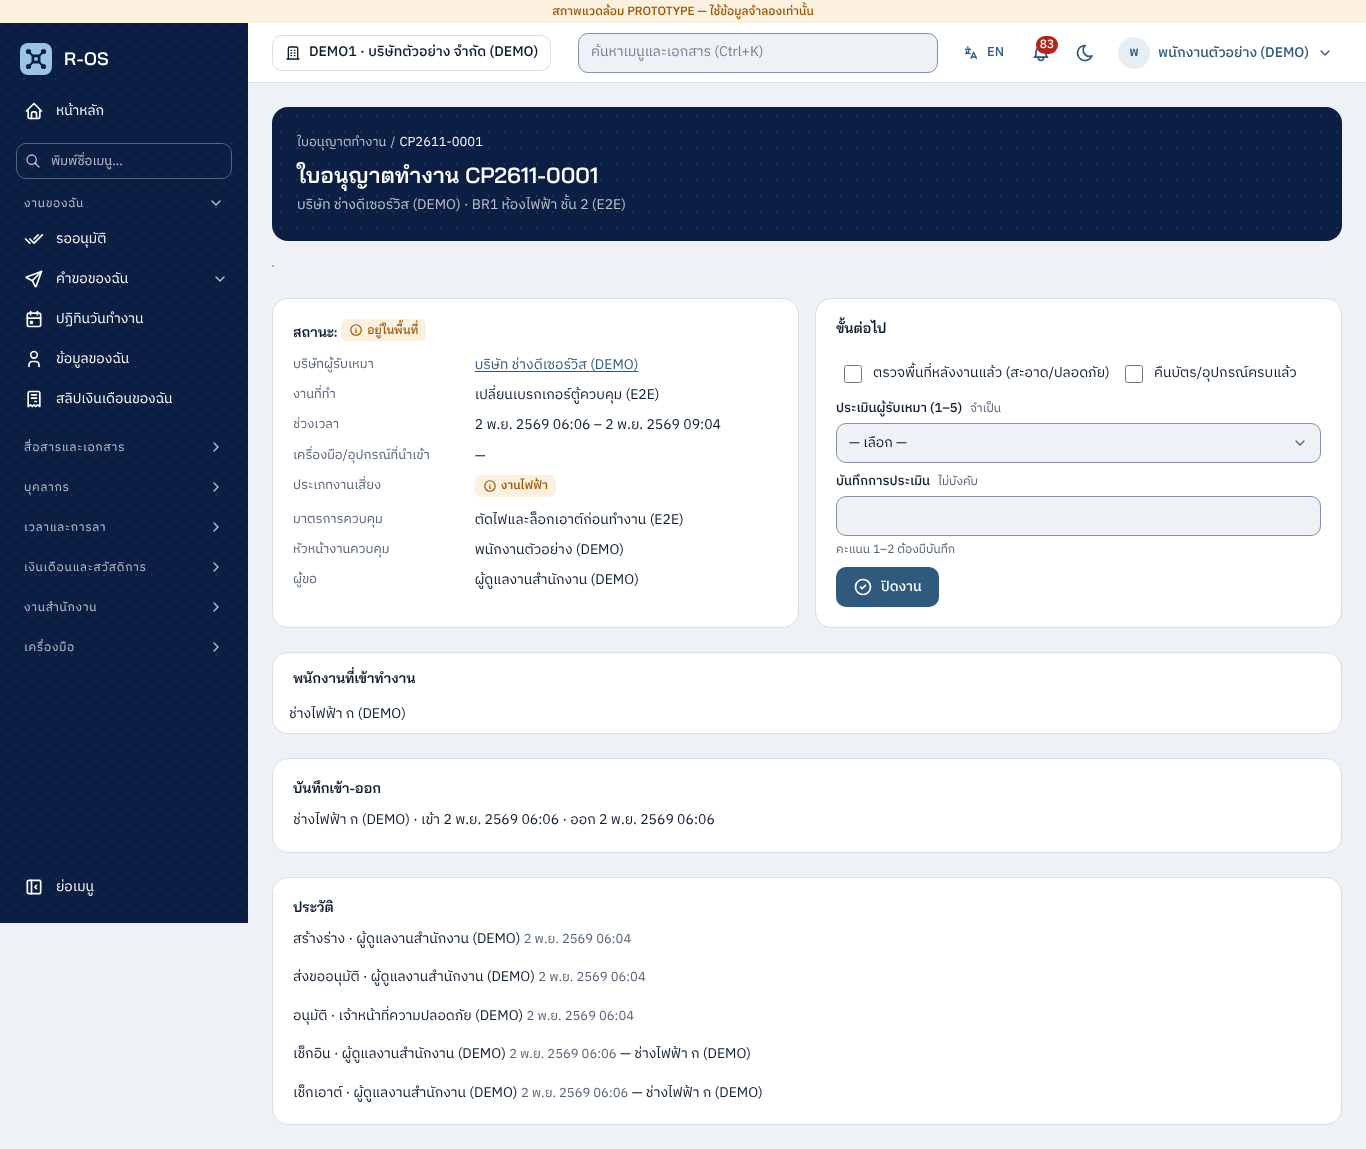 สภาพแวดล้อม PROTOTYPE — ใช้ข้อมูลจำลองเท่านั้น
R-OS
DEMO1 · บริษัทตัวอย่าง จำกัด (DEMO)
ค้นหาเมนูและเอกสาร (Ctrl+K)
EN
83
พ
พนักงานตัวอย่าง (DEMO)
หน้าหลัก
พิมพ์ชื่อเมนู...
งานของฉัน
รออนุมัติ
คำขอของฉัน
ปฏิทินวันทำงาน
ข้อมูลของฉัน
สลิปเงินเดือนของฉัน
สื่อสารและเอกสาร
บุคลากร
เวลาและการลา
เงินเดือนและสวัสดิการ
งานสำนักงาน
เครื่องมือ
ย่อเมนู
ใบอนุญาตทำงาน / CP2611-0001
ใบอนุญาตทำงาน CP2611-0001
บริษัท ช่างดีเซอร์วิส (DEMO) · BR1 ห้องไฟฟ้า ชั้น 2 (E2E)
.
สถานะ: อยู่ในพื้นที่
บริษัทผู้รับเหมา บริษัท ช่างดีเซอร์วิส (DEMO)
งานที่ทำ เปลี่ยนเบรกเกอร์ตู้ควบคุม (E2E)
ช่วงเวลา 2 พ.ย. 2569 06:06 – 2 พ.ย. 2569 09:04
เครื่องมือ/อุปกรณ์ที่นำเข้า —
ประเภทงานเสี่ยง งานไฟฟ้า
มาตรการควบคุม ตัดไฟและล็อกเอาต์ก่อนทำงาน (E2E)
หัวหน้างานควบคุม พนักงานตัวอย่าง (DEMO)
ผู้ขอ ผู้ดูแลงานสำนักงาน (DEMO)
ขั้นต่อไป
ตรวจพื้นที่หลังงานแล้ว (สะอาด/ปลอดภัย) คืนบัตร/อุปกรณ์ครบแล้ว
ประเมินผู้รับเหมา (1–5) จำเป็น
— เลือก —
บันทึกการประเมิน ไม่บังคับ
คะแนน 1–2 ต้องมีบันทึก
ปิดงาน
พนักงานที่เข้าทำงาน
ช่างไฟฟ้า ก (DEMO)
บันทึกเข้า-ออก
ช่างไฟฟ้า ก (DEMO) · เข้า 2 พ.ย. 2569 06:06 · ออก 2 พ.ย. 2569 06:06
ประวัติ
สร้างร่าง · ผู้ดูแลงานสำนักงาน (DEMO) 2 พ.ย. 2569 06:04
ส่งขออนุมัติ · ผู้ดูแลงานสำนักงาน (DEMO) 2 พ.ย. 2569 06:04
อนุมัติ · เจ้าหน้าที่ความปลอดภัย (DEMO) 2 พ.ย. 2569 06:04
เช็กอิน · ผู้ดูแลงานสำนักงาน (DEMO) 2 พ.ย. 2569 06:06 — ช่างไฟฟ้า ก (DEMO)
เช็กเอาต์ · ผู้ดูแลงานสำนักงาน (DEMO) 2 พ.ย. 2569 06:06 — ช่างไฟฟ้า ก (DEMO)